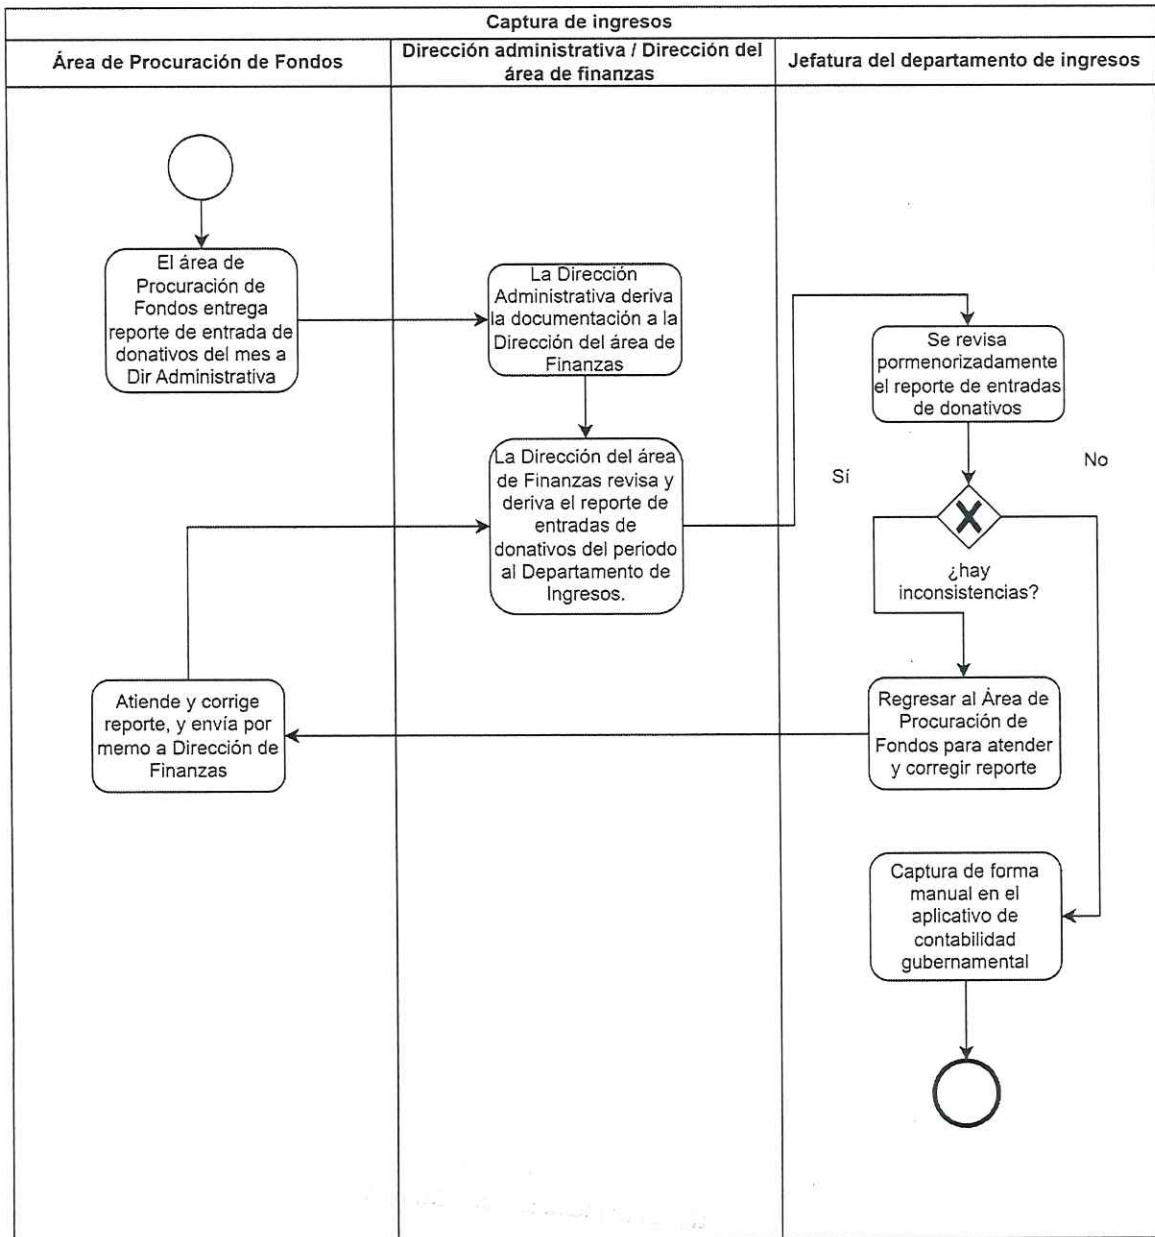 Captura de ingresos
Área de Procuración de Fondos
Dirección administrativa / Dirección del
área de finanzas
Jefatura del departamento de ingresos
El área de
Procuración de
Fondos entrega
reporte de entrada de
donativos del mes a
Dir Administrativa
La Dirección
Administrativa deriva
la documentación a la
Dirección del área de
Finanzas
Se revisa
pormenorizadamente
el reporte de entradas
de donativos
La Dirección del área
de Finanzas revisa y
deriva el reporte de
entradas de
donativos del período
al Departamento de
Ingresos.
Sí
No
¿hay
inconsistencias?
Atiende y corrige
reporte, y envía por
memo a Dirección de
Finanzas
Regresar al Área de
Procuración de
Fondos para atender
y corregir reporte
Captura de forma
manual en el
aplicativo de
contabilidad
gubernamental